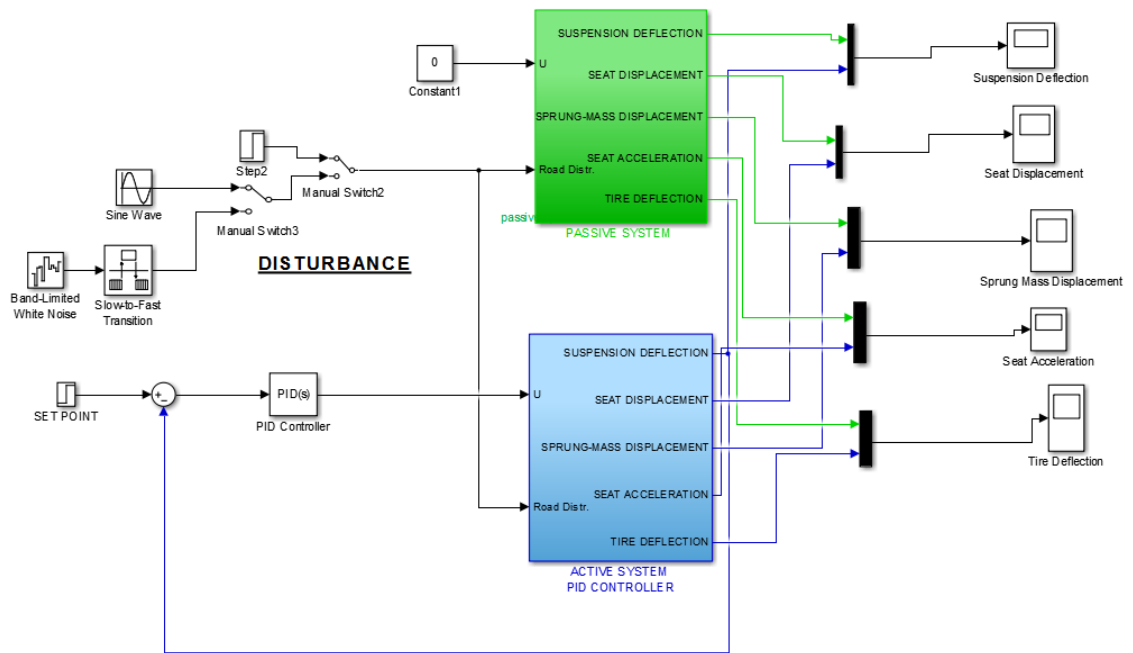 SUSPENSION DEFLECTION
U
SEAT DISPLACEMENT
SPRUNG-MASS DISPLACEMENT
SEAT ACCELERATION
Road Distr.
TIRE DEFLECTION
passive
PASSIVE SYSTEM
0
Constant1
Step2
Manual Switch2
Sine Wave
Manual Switch3
DISTURBANCE
Band-Limited
White Noise
Slow-to-Fast
Transition
Suspension Deflection
Seat Displacement
Sprung Mass Displacement
Seat Acceleration
Tire Deflection
SET POINT
+
_
PID(s)
PID Controller
SUSPENSION DEFLECTION
U
SEAT DISPLACEMENT
SPRUNG-MASS DISPLACEMENT
SEAT ACCELERATION
Road Distr.
TIRE DEFLECTION
ACTIVE SYSTEM
PID CONTROLLER